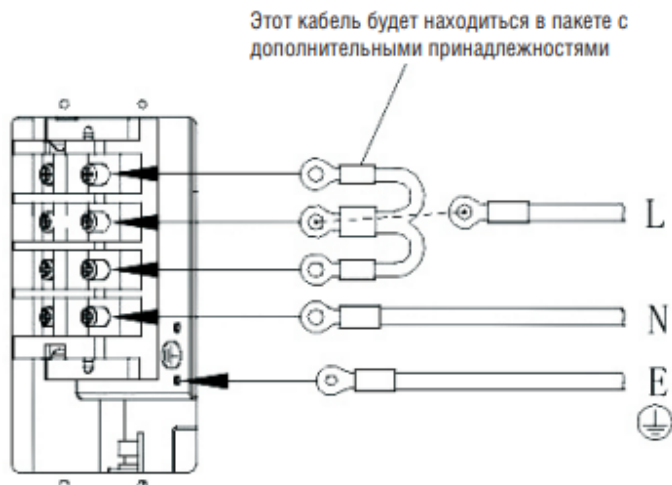 Этот кабель будет находиться в пакете с
дополнительными принадлежностями
L
N
E